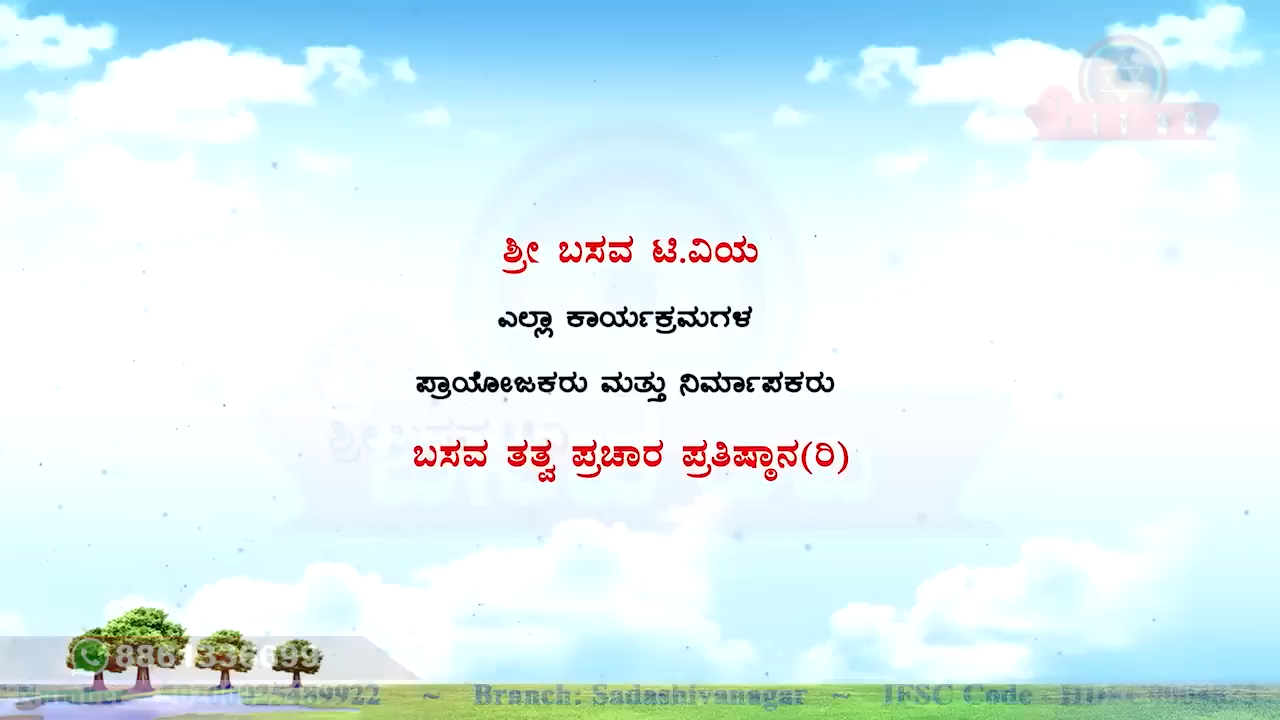 ಶ್ರೀ ಬಸವ ಟಿ.ವಿಯ
ಎಲ್ಲಾ ಕಾರ್ಯಕ್ರಮಗಳ
ಪ್ರಾಯೋಜಕರು ಮತ್ತು ನಿರ್ಮಾಪಕರು
ಬಸವ ತತ್ವ ಪ್ರಚಾರ ಪ್ರತಿಷ್ಠಾನ(ರಿ)
Branch: Sadashivanagar ~ IFSC Code